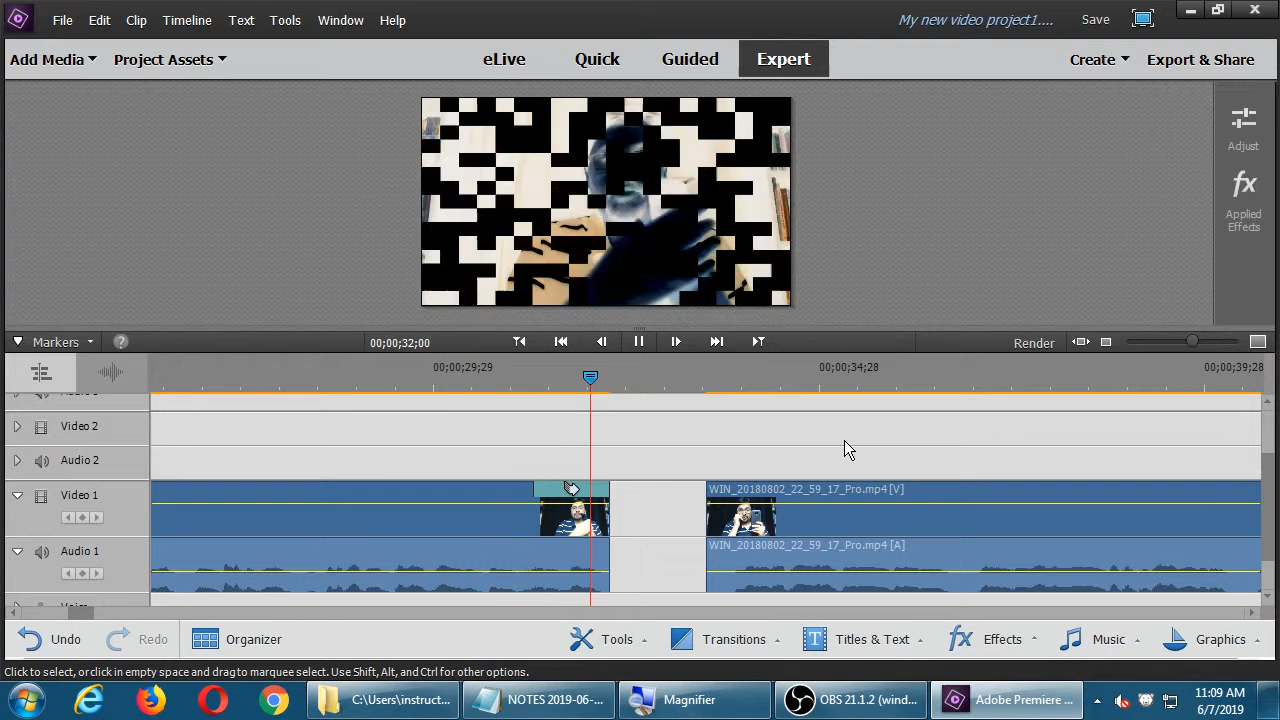 File Edit Clip Timeline Text Tools Window Help My new video project1.... Save
Add Media Project Assets eLive Quick Guided Expert Create Export & Share
Adjust
fx
Applied
Effects
Markers ? 00;00;32;00 Render
00;00;29;29 00;00;34;28 00;00;39;28
Video 2
Audio 2
Video 1 WIN_20180802_22_59_17_Pro.mp4 [V]
Audio 1 WIN_20180802_22_59_17_Pro.mp4 [A]
Undo Redo Organizer Tools Transitions T Titles & Text fx Effects Music Graphics
Click to select, or click in empty space and drag to marquee select. Use Shift, Alt, and Ctrl for other options.
C:\Users\instruct... NOTES 2019-06-... Magnifier OBS 21.1.2 (wind... Adobe Premiere ... 11:09 AM
6/7/2019